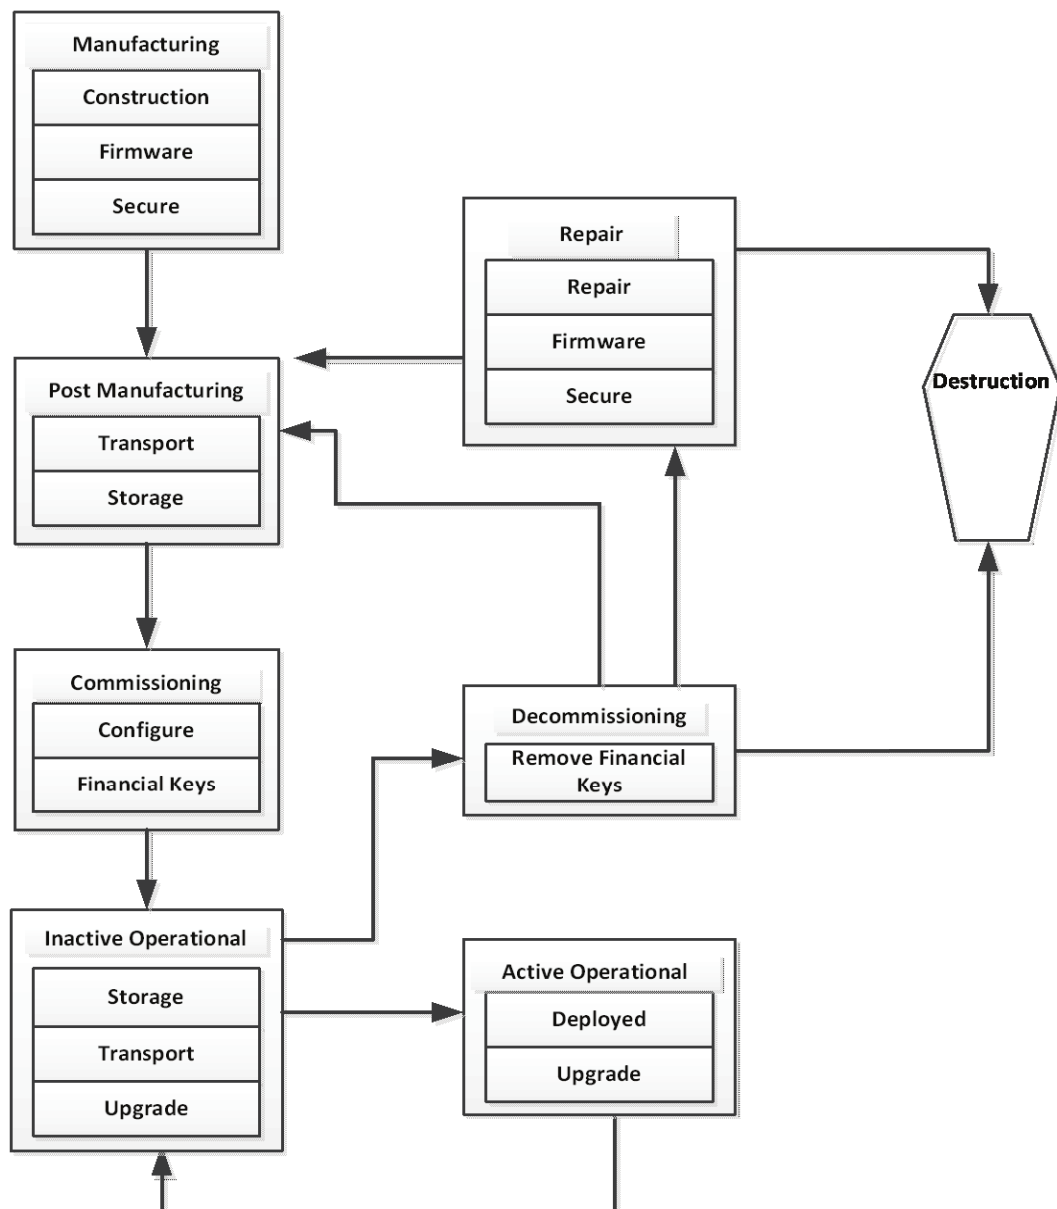 Manufacturing
Construction
Firmware
Secure
Repair
Repair
Firmware
Secure
Destruction
Post Manufacturing
Transport
Storage
Commissioning
Configure
Financial Keys
Decommissioning
Remove Financial
Keys
Inactive Operational
Storage
Transport
Upgrade
Active Operational
Deployed
Upgrade